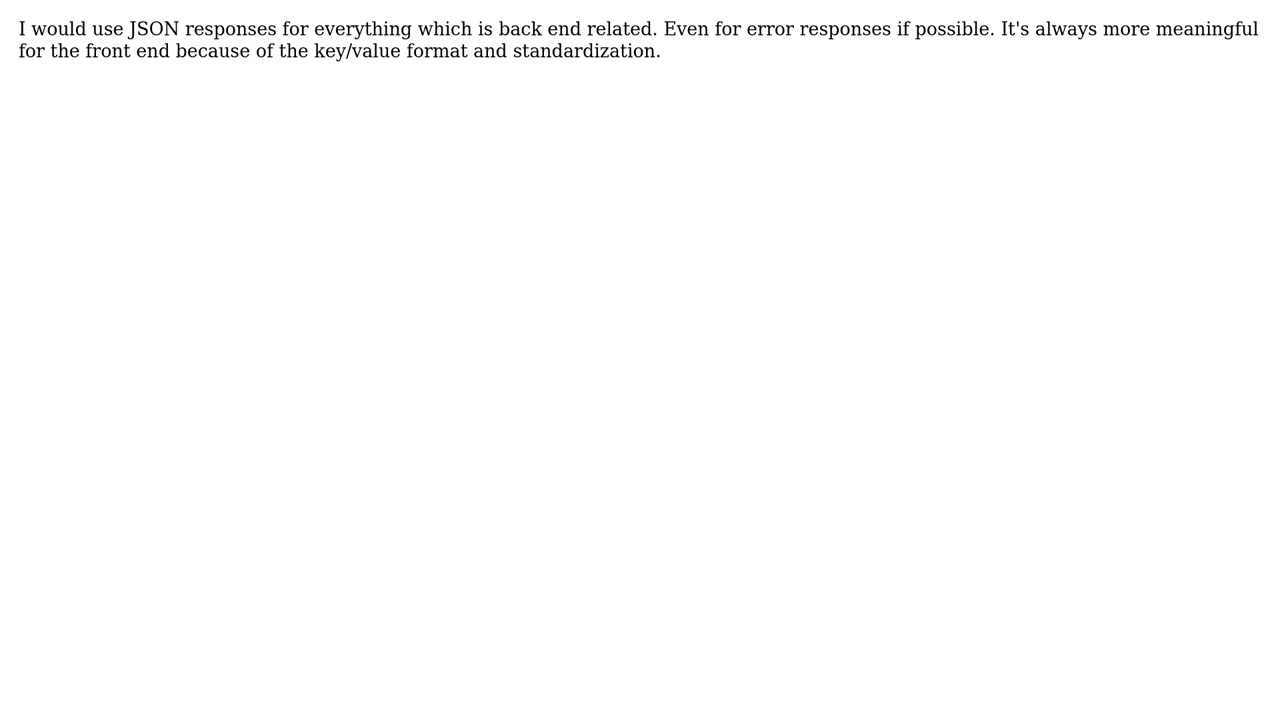 I would use JSON responses for everything which is back end related. Even for error responses if possible. It's always more meaningful
for the front end because of the key/value format and standardization.